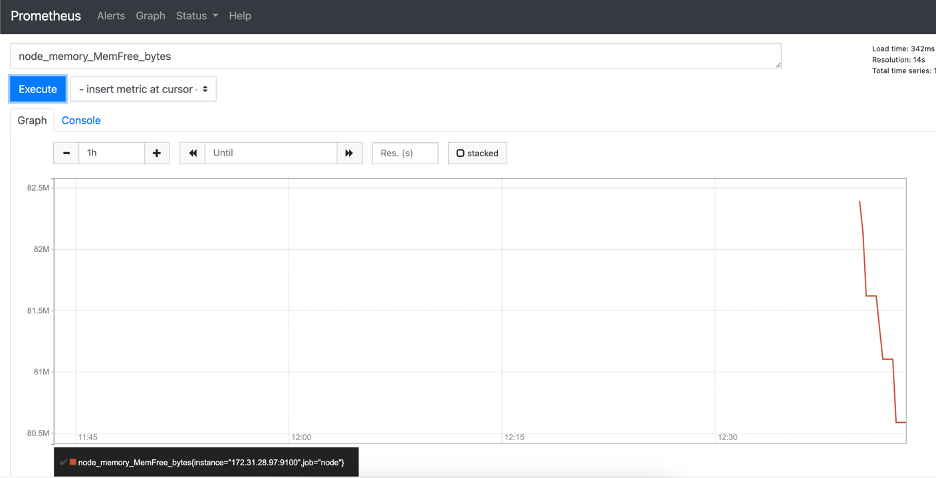 Prometheus Alerts Graph Status Help
node_memory_MemFree_bytes
Load time: 342ms
Resolution: 14s
Total time series: 1
Execute - insert metric at cursor -
Graph Console
1h Until Res. (s) stacked
82.5M
82M
81.5M
81M
80.5M
11:45 12:00 12:15 12:30
node_memory_MemFree_bytes{instance="172.31.28.97:9100",job="node"}